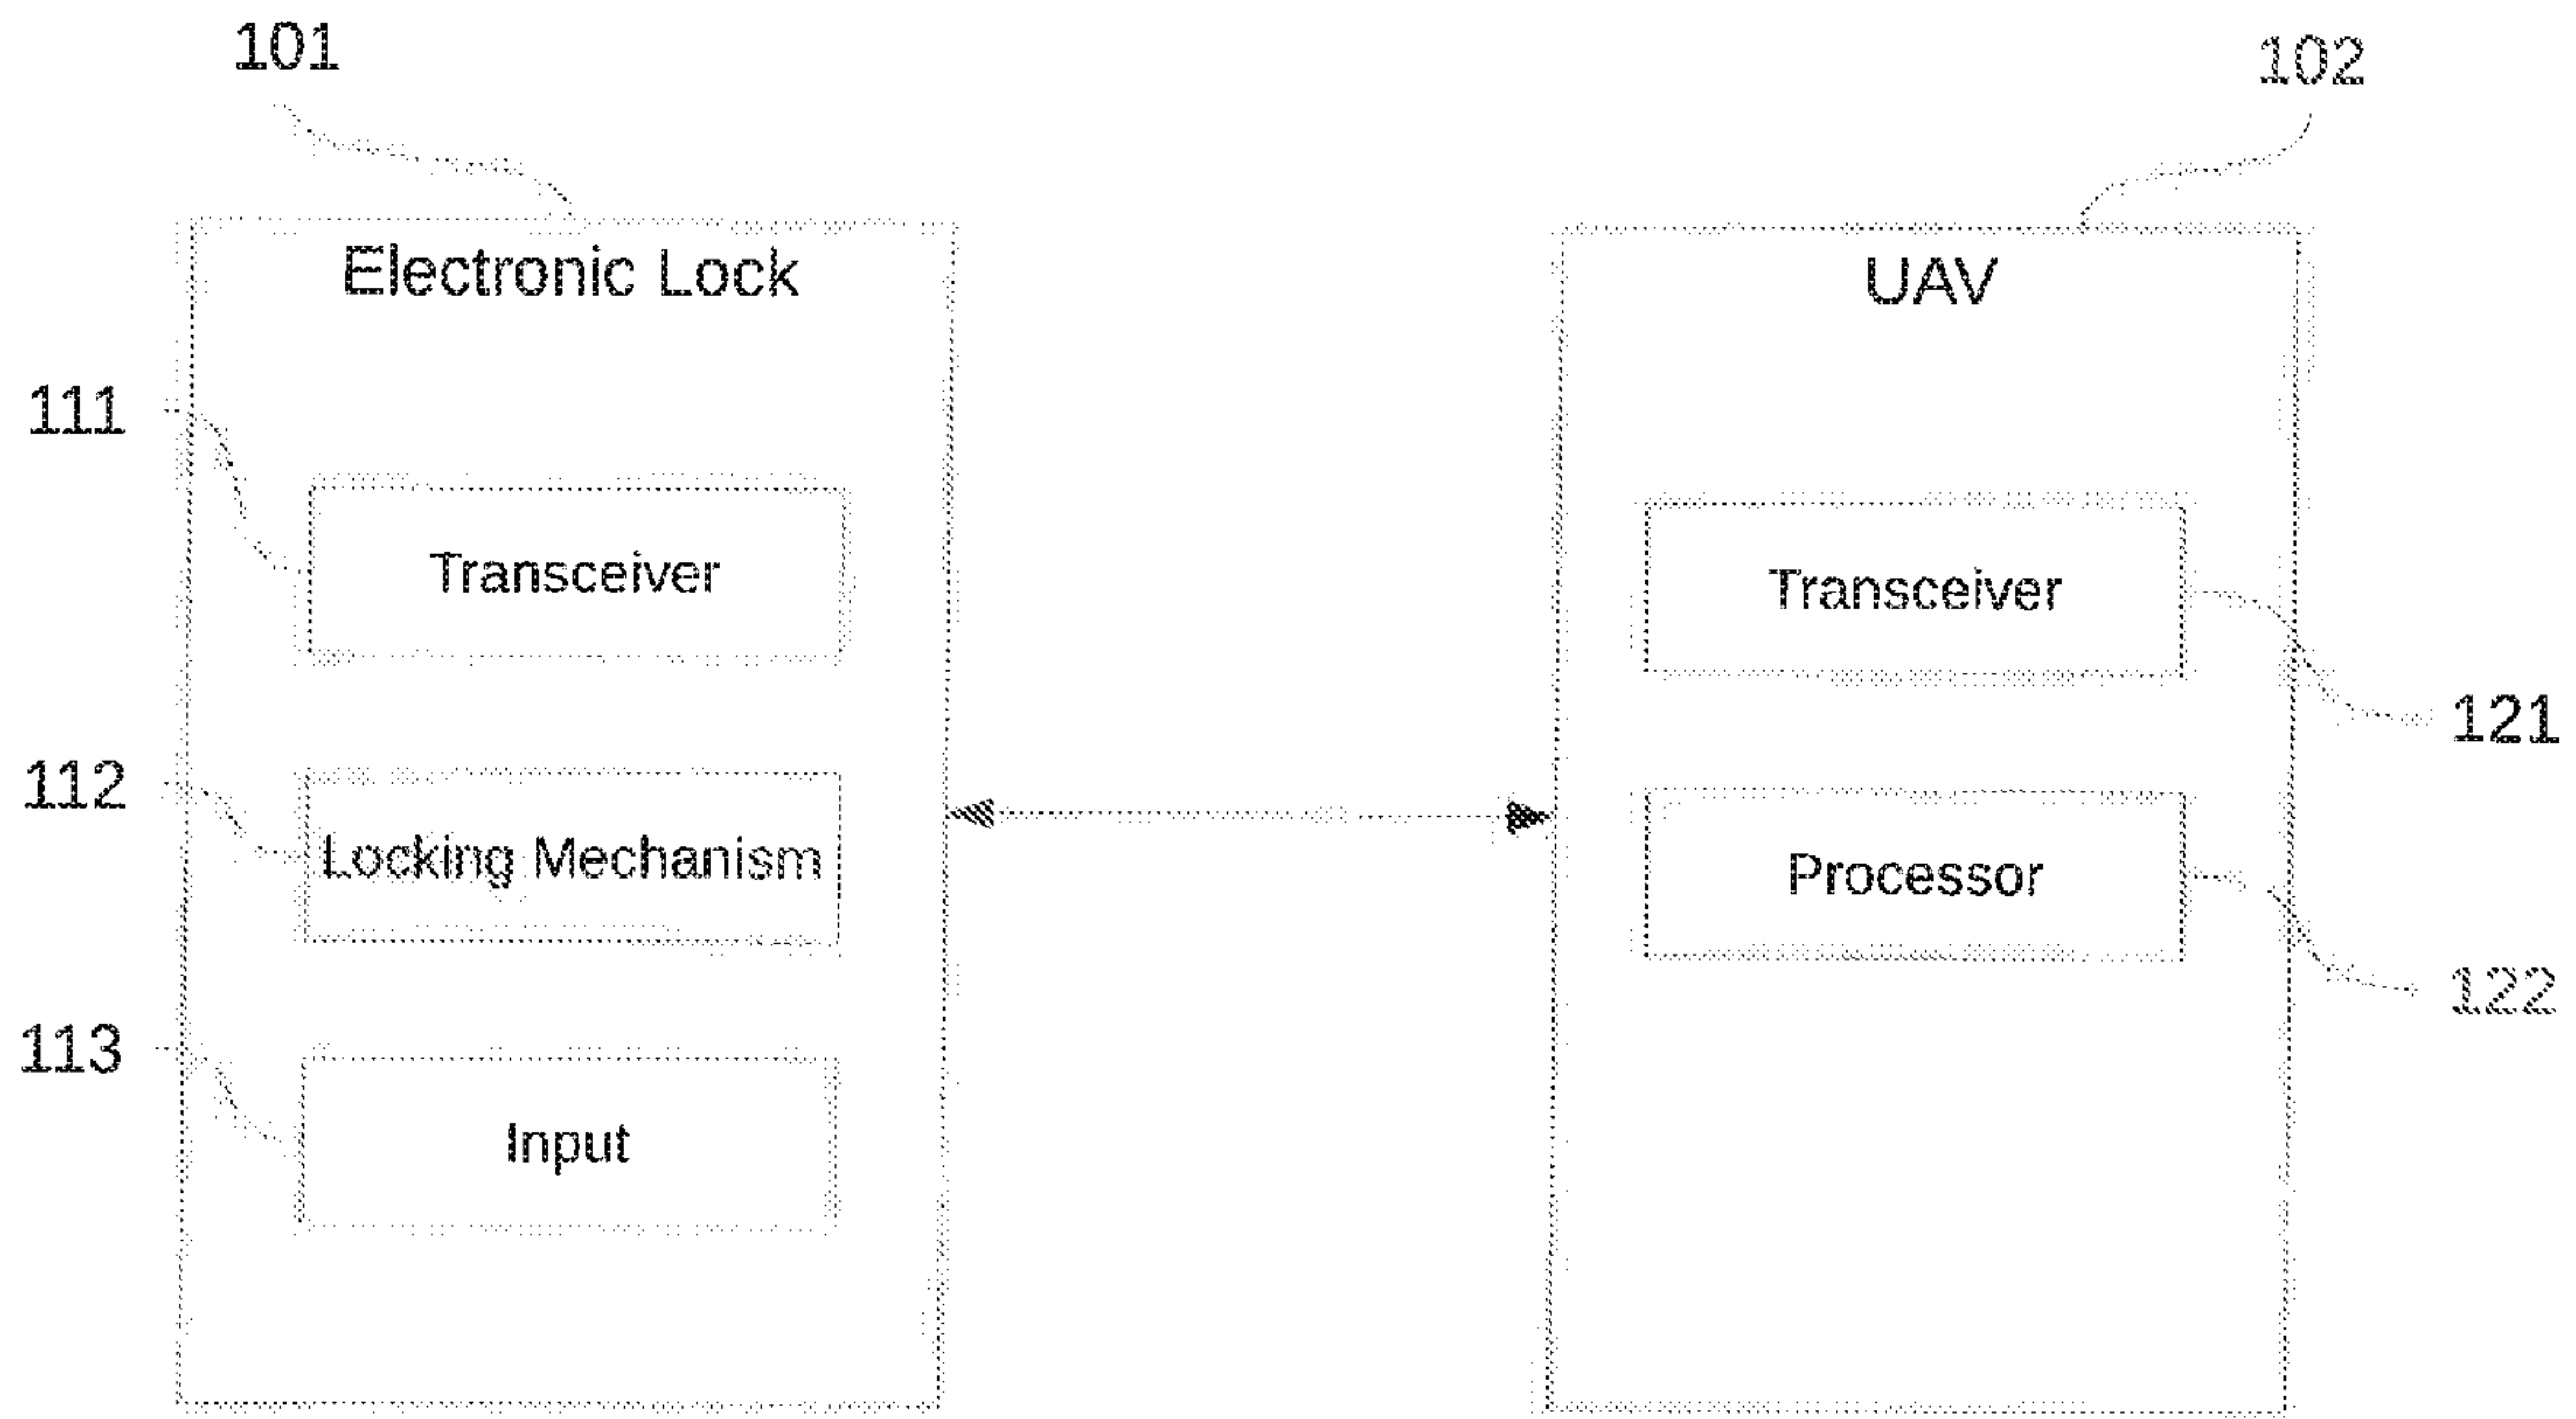 101
102
Electronic Lock
UAV
111
Transceiver
Transceiver
121
112
Locking Mechanism
Processor
122
113
Input